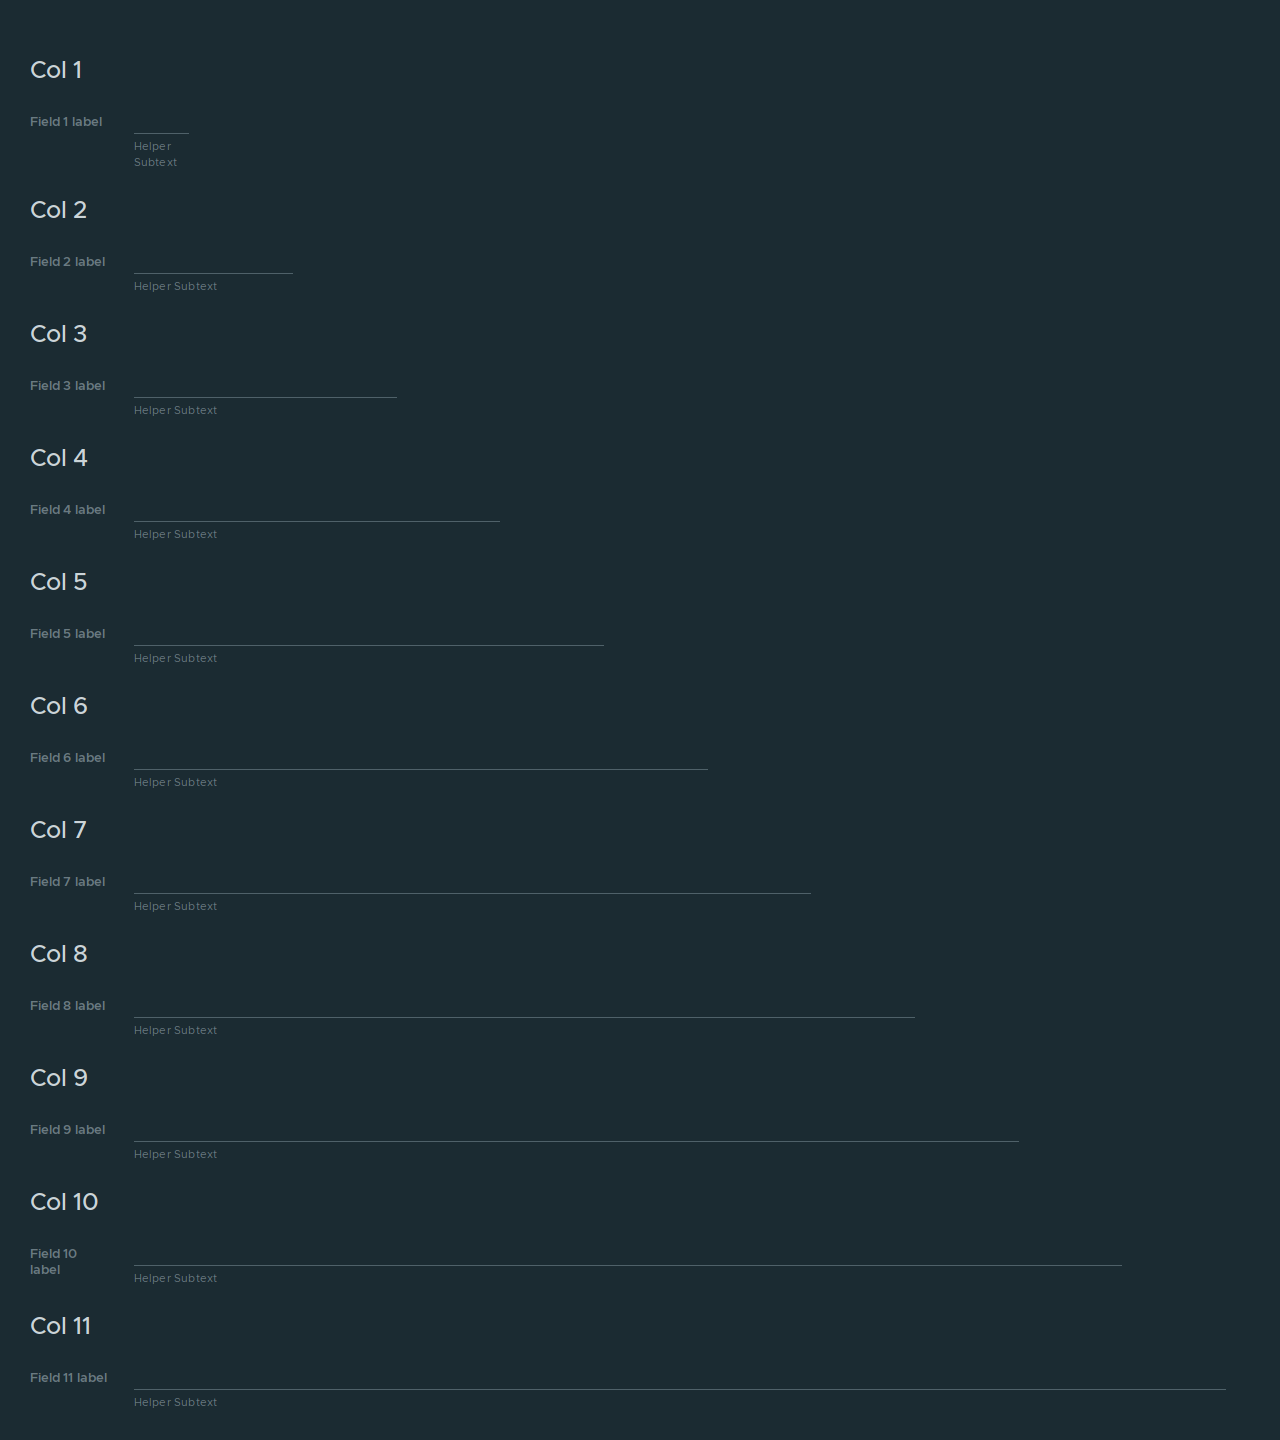 Col 1
Field 1 label
Helper
Subtext
Col 2
Field 2 label
Helper Subtext
Col 3
Field 3 label
Helper Subtext
Col 4
Field 4 label
Helper Subtext
Col 5
Field 5 label
Helper Subtext
Col 6
Field 6 label
Helper Subtext
Col 7
Field 7 label
Helper Subtext
Col 8
Field 8 label
Helper Subtext
Col 9
Field 9 label
Helper Subtext
Col 10
Field 10
label
Helper Subtext
Col 11
Field 11 label
Helper Subtext